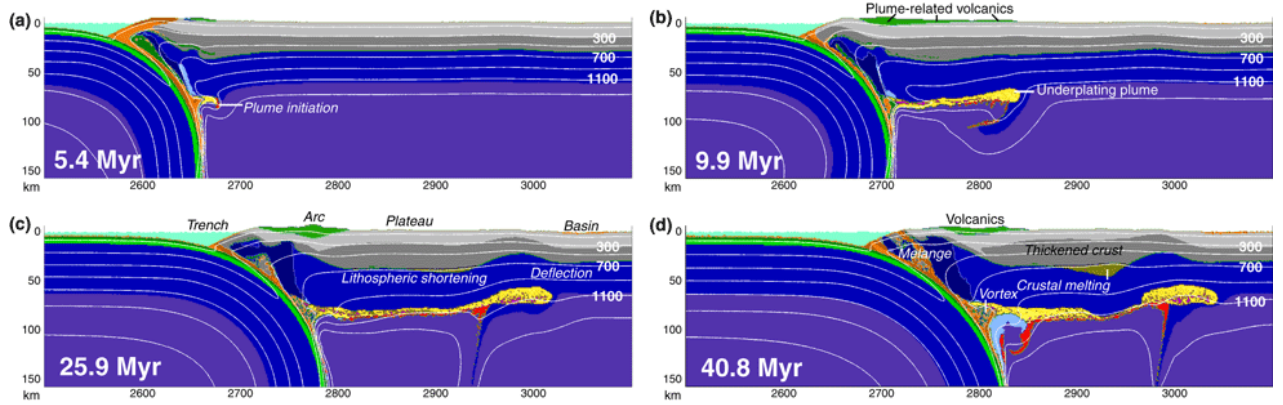 (a)
0
50
100
150
km
300
700
1100
Plume initiation
5.4 Myr
2600 2700 2800 2900 3000
(b)
Plume-related volcanics
0
50
100
150
km
300
700
1100
Underplating plume
9.9 Myr
2600 2700 2800 2900 3000
(c)
Trench Arc Plateau Basin
0
50
100
150
km
300
700
1100
Lithospheric shortening
Deflection
25.9 Myr
2600 2700 2800 2900 3000
(d)
Volcanics
0
50
100
150
km
300
700
1100
Melange
Thickened crust
Crustal melting
Vortex
40.8 Myr
2600 2700 2800 2900 3000